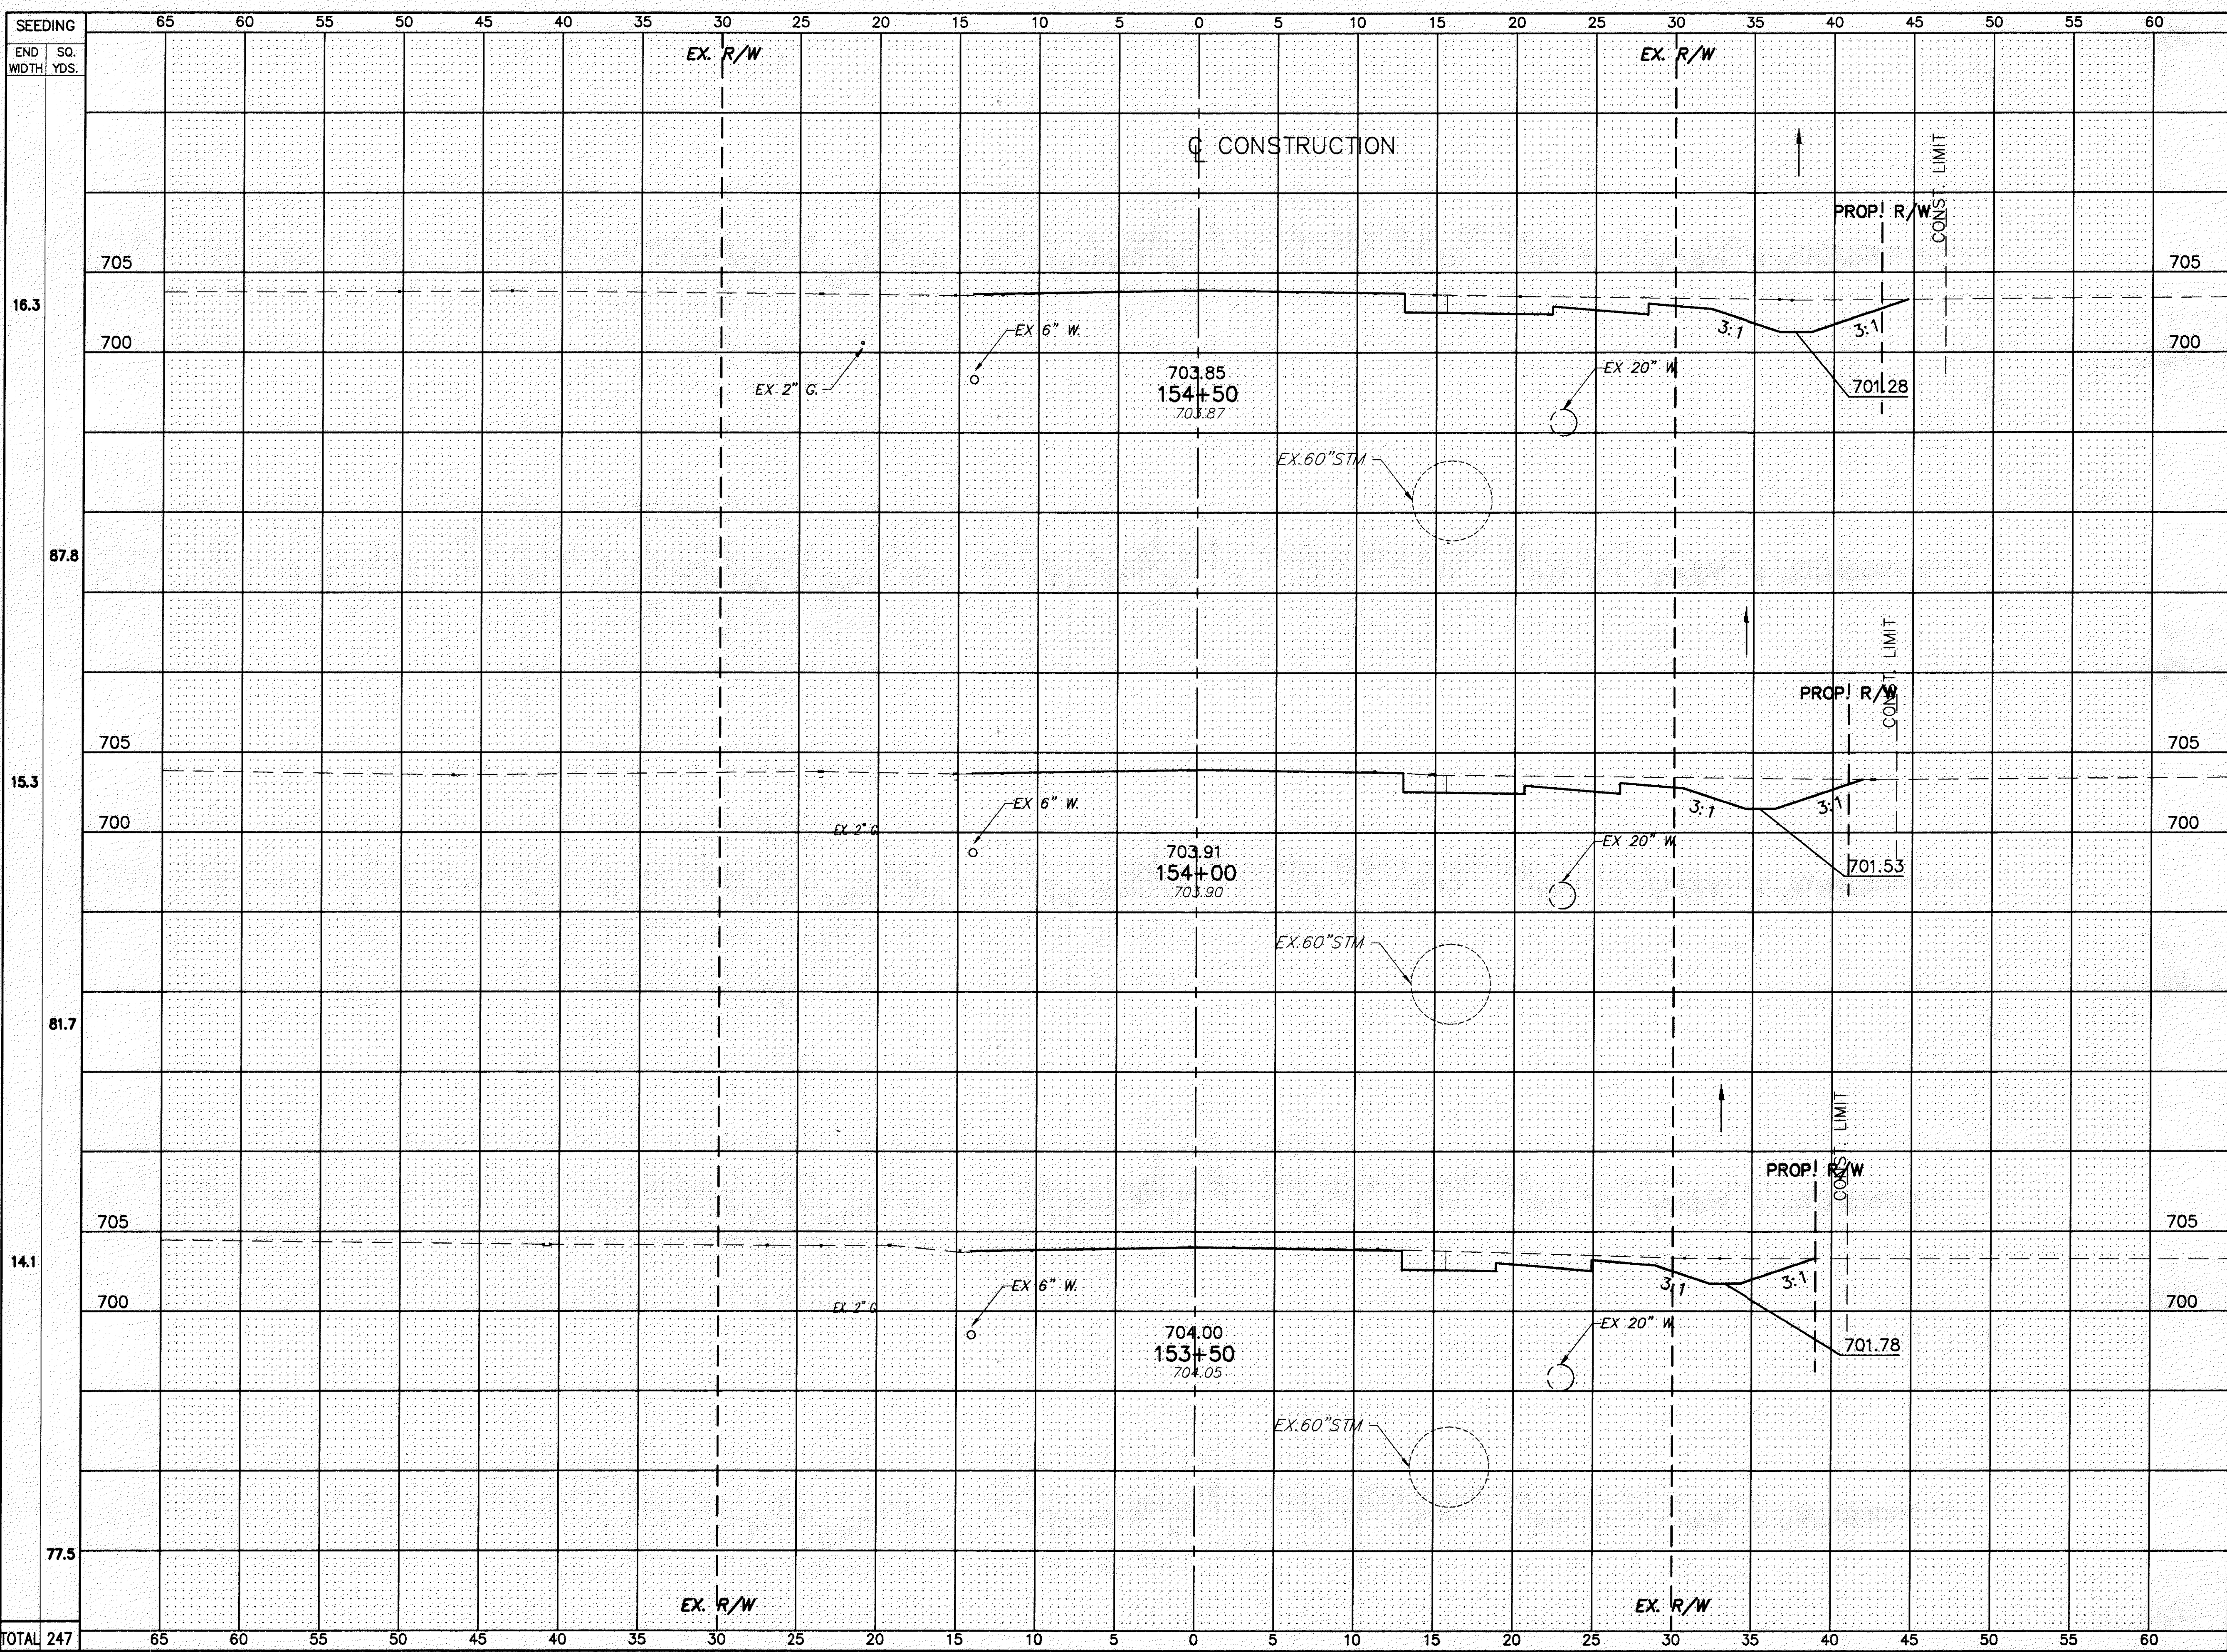 SEEDING
END WIDTH
SQ. YDS.
65 60 55 50 45 40 35 30 25 20 15 10 5 0 5 10 15 20 25 30 35 40 45 50 55 60
EX. R/W
EX. R/W
℄ CONSTRUCTION
CONST. LIMIT
PROP. R/W
705
705
16.3
3:1
3:1
EX 6" W.
700
700
EX 2" G.
EX 20" W.
703.85
154+50
703.87
701.28
EX.60"STM
87.8
CONST. LIMIT
PROP. R/W
705
705
15.3
3:1
3:1
EX 6" W.
700
700
EX. 2" G
EX 20" W.
703.91
154+00
703.90
701.53
EX.60"STM
81.7
CONST. LIMIT
PROP. R/W
705
705
14.1
3:1
3:1
EX 6" W.
700
700
EX. 2" G
EX 20" W.
704.00
153+50
704.05
701.78
EX.60"STM
77.5
EX. R/W
EX. R/W
TOTAL 247
65 60 55 50 45 40 35 30 25 20 15 10 5 0 5 10 15 20 25 30 35 40 45 50 55 60